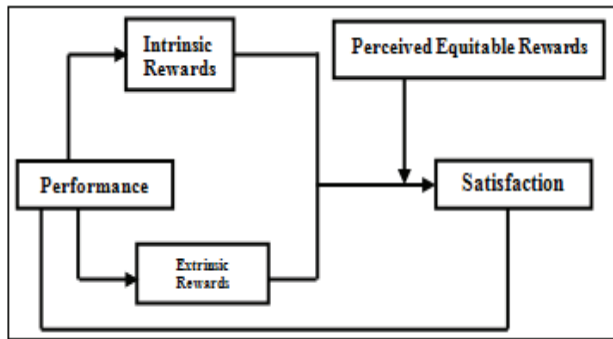 Intrinsic
Rewards
Perceived Equitable Rewards
Performance
Satisfaction
Extrinsic
Rewards